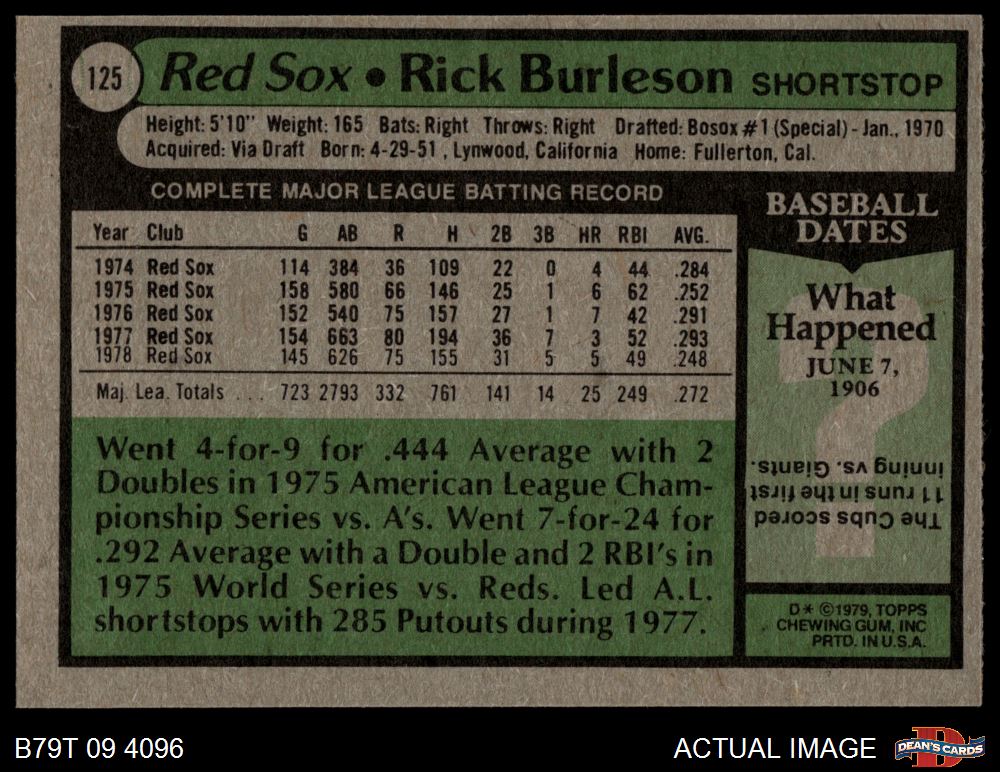 125
Red Sox • Rick Burleson SHORTSTOP
Height: 5'10" Weight: 165 Bats: Right Throws: Right Drafted: Bosox #1 (Special) - Jan., 1970
Acquired: Via Draft Born: 4-29-51 , Lynwood, California Home: Fullerton, Cal.
COMPLETE MAJOR LEAGUE BATTING RECORD
Year Club G AB R H 2B 3B HR RBI AVG.
1974 Red Sox 114 384 36 109 22 0 4 44 .284
1975 Red Sox 158 580 66 146 25 1 6 62 .252
1976 Red Sox 152 540 75 157 27 1 7 42 .291
1977 Red Sox 154 663 80 194 36 7 3 52 .293
1978 Red Sox 145 626 75 155 31 5 5 49 .248
Maj. Lea. Totals . . . 723 2793 332 761 141 14 25 249 .272
Went 4-for-9 for .444 Average with 2
Doubles in 1975 American League Cham-
pionship Series vs. A's. Went 7-for-24 for
.292 Average with a Double and 2 RBI's in
1975 World Series vs. Reds. Led A.L.
shortstops with 285 Putouts during 1977.
BASEBALL
DATES
What
Happened
JUNE 7,
1906
?
The Cubs scored
11 runs in the first
inning vs. Giants.
D* ©1979, TOPPS
CHEWING GUM, INC
PRTD. IN U.S.A.
B79T 09 4096
ACTUAL IMAGE
D
DEAN'S CARDS